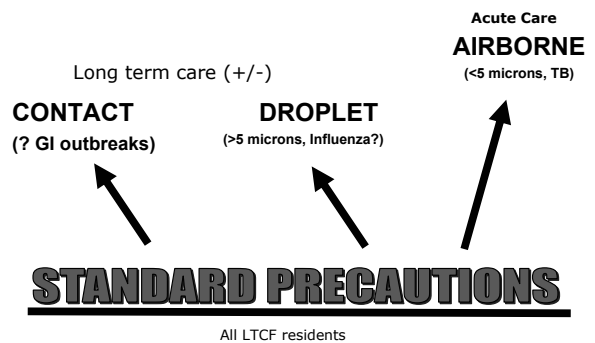 Acute Care
AIRBORNE
(<5 microns, TB)
Long term care (+/-)
CONTACT
(? GI outbreaks)
DROPLET
(>5 microns, Influenza?)
STANDARD PRECAUTIONS
All LTCF residents